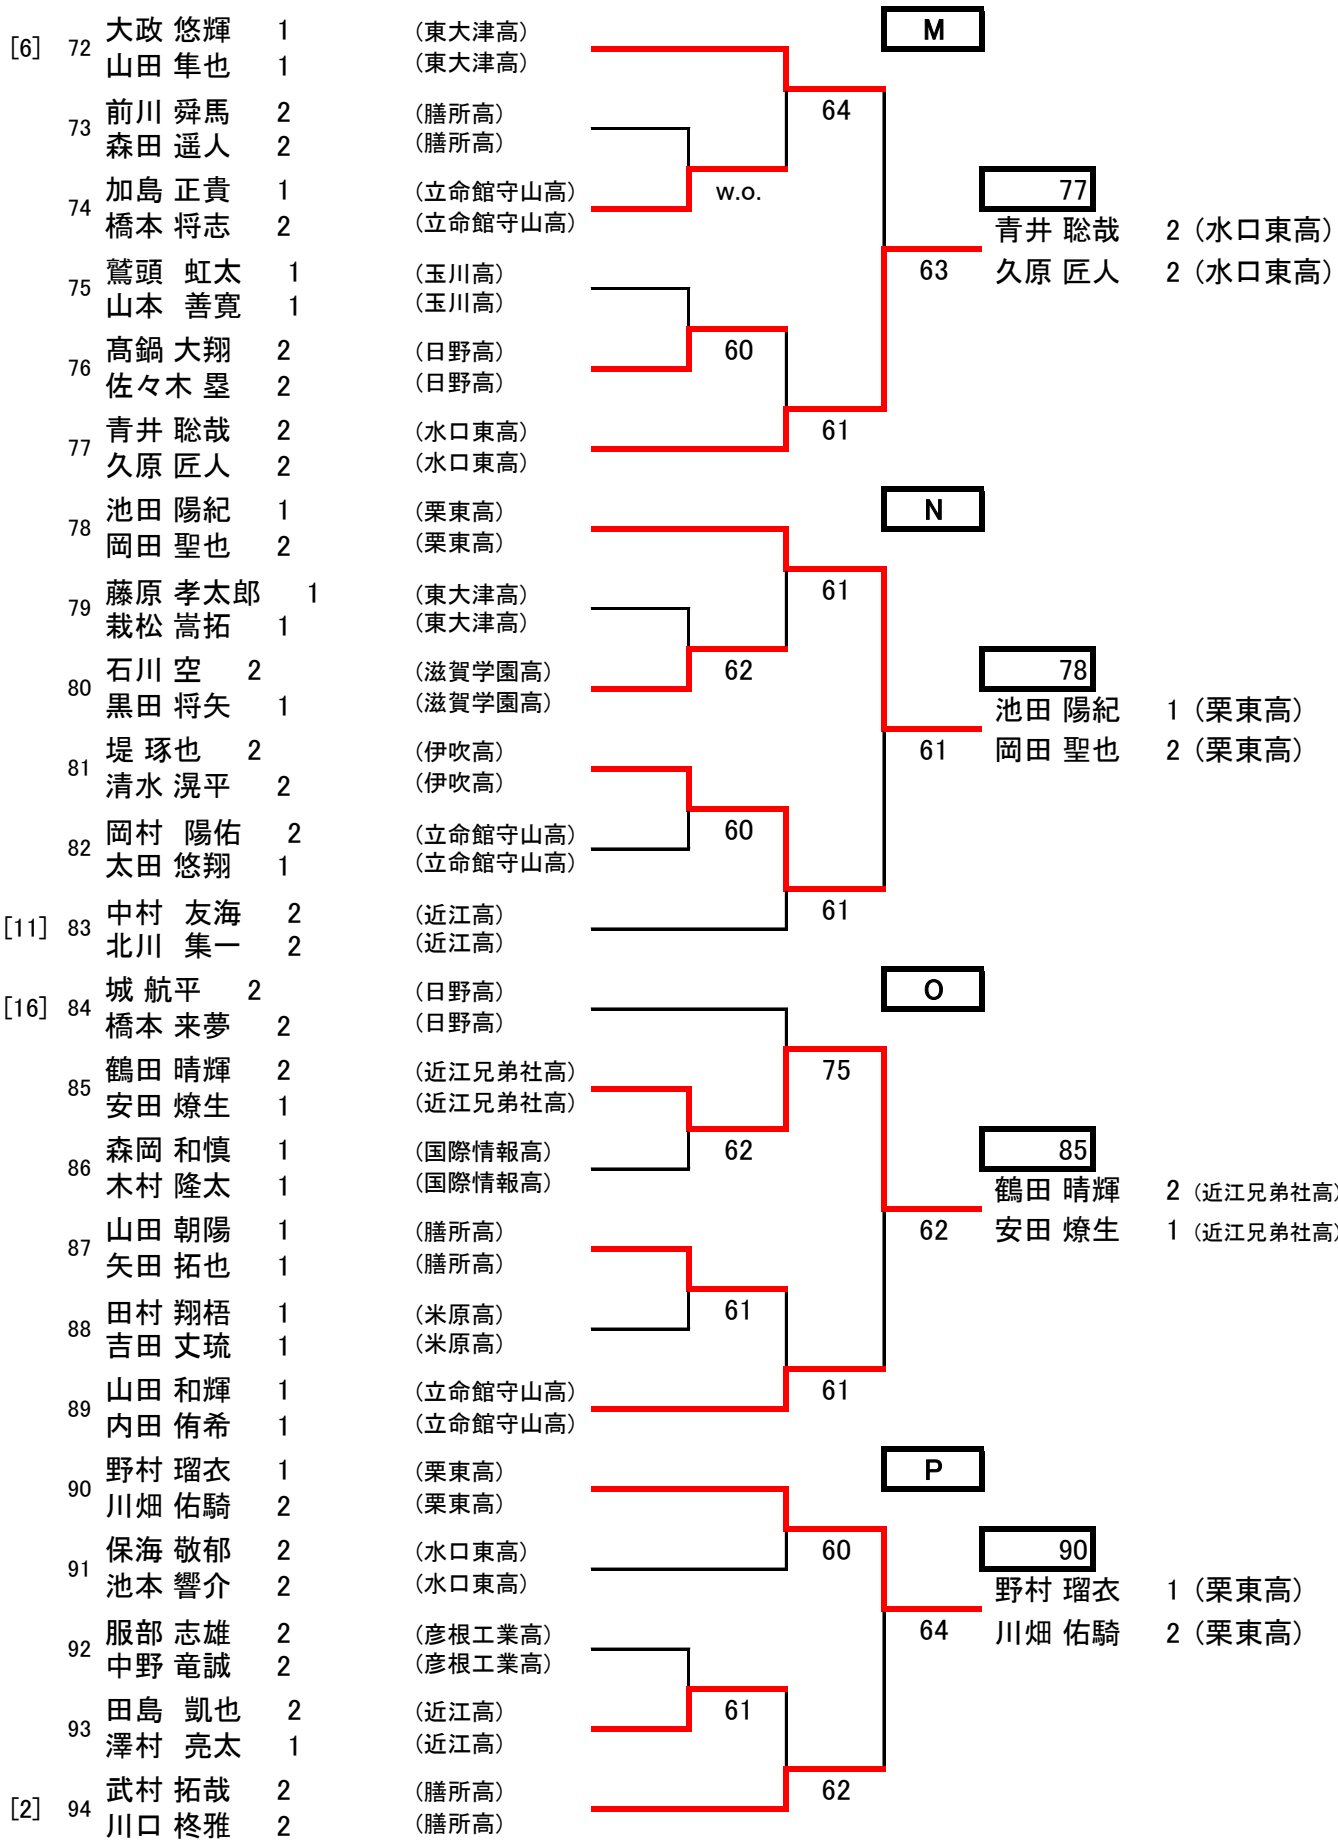 大政 悠輝 1 (東大津高)
[6] 72
山田 隼也 1 (東大津高)
M
64
前川 舜馬 2 (膳所高)
73
森田 遥人 2 (膳所高)
加島 正貴 1 (立命館守山高)
74
橋本 将志 2 (立命館守山高)
w.o.
77
青井 聡哉 2 (水口東高)
63
久原 匠人 2 (水口東高)
鷲頭 虹太 1 (玉川高)
75
山本 善寛 1 (玉川高)
髙鍋 大翔 2 (日野高)
76
佐々木 塁 2 (日野高)
60
青井 聡哉 2 (水口東高)
77
久原 匠人 2 (水口東高)
61
池田 陽紀 1 (栗東高)
78
岡田 聖也 2 (栗東高)
N
61
藤原 孝太郎 1 (東大津高)
79
栽松 嵩拓 1 (東大津高)
石川 空 2 (滋賀学園高)
80
黒田 将矢 1 (滋賀学園高)
62
78
池田 陽紀 1 (栗東高)
61
岡田 聖也 2 (栗東高)
堤 琢也 2 (伊吹高)
81
清水 滉平 2 (伊吹高)
岡村 陽佑 2 (立命館守山高)
82
太田 悠翔 1 (立命館守山高)
60
中村 友海 2 (近江高)
[11] 83
北川 隼一 2 (近江高)
61
城 航平 2 (日野高)
[16] 84
橋本 来夢 2 (日野高)
O
75
鶴田 晴輝 2 (近江兄弟社高)
85
安田 燎生 1 (近江兄弟社高)
森岡 和慎 1 (国際情報高)
86
木村 隆太 1 (国際情報高)
62
85
鶴田 晴輝 2 (近江兄弟社高)
62
安田 燎生 1 (近江兄弟社高)
山田 朝陽 1 (膳所高)
87
矢田 拓也 1 (膳所高)
田村 翔梧 1 (米原高)
88
吉田 丈琉 1 (米原高)
61
山田 和輝 1 (立命館守山高)
89
内田 侑希 1 (立命館守山高)
61
野村 瑠衣 1 (栗東高)
90
川畑 佑騎 2 (栗東高)
P
60
保海 敬郁 2 (水口東高)
91
池本 響介 2 (水口東高)
90
野村 瑠衣 1 (栗東高)
64
川畑 佑騎 2 (栗東高)
服部 志雄 2 (彦根工業高)
92
中野 竜誠 2 (彦根工業高)
田島 凱也 2 (近江高)
93
澤村 亮太 1 (近江高)
61
武村 拓哉 2 (膳所高)
[2] 94
川口 柊雅 2 (膳所高)
62